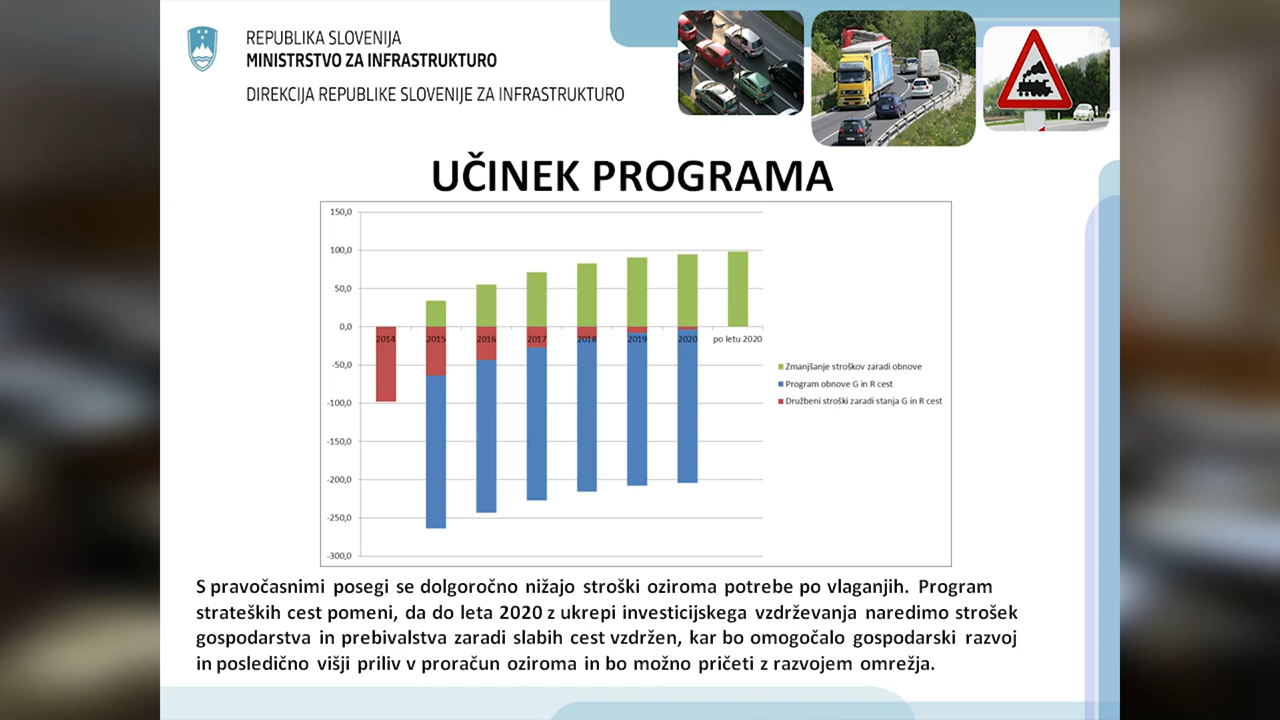 REPUBLIKA SLOVENIJA
MINISTRSTVO ZA INFRASTRUKTURO
DIREKCIJA REPUBLIKE SLOVENIJE ZA INFRASTRUKTURO
UČINEK PROGRAMA
150,0
100,0
50,0
0,0
2014 2015 2016 2017 2018 2019 2020 po letu 2020
-50,0
-100,0
-150,0
-200,0
-250,0
-300,0
Zmanjšanje stroškov zaradi obnove
Program obnove G in R cest
Družbeni stroški zaradi stanja G in R cest
S pravočasnimi posegi se dolgoročno nižajo stroški oziroma potrebe po vlaganjih. Program
strateških cest pomeni, da do leta 2020 z ukrepi investicijskega vzdrževanja naredimo strošek
gospodarstva in prebivalstva zaradi slabih cest vzdržen, kar bo omogočalo gospodarski razvoj
in posledično višji priliv v proračun oziroma in bo možno pričeti z razvojem omrežja.